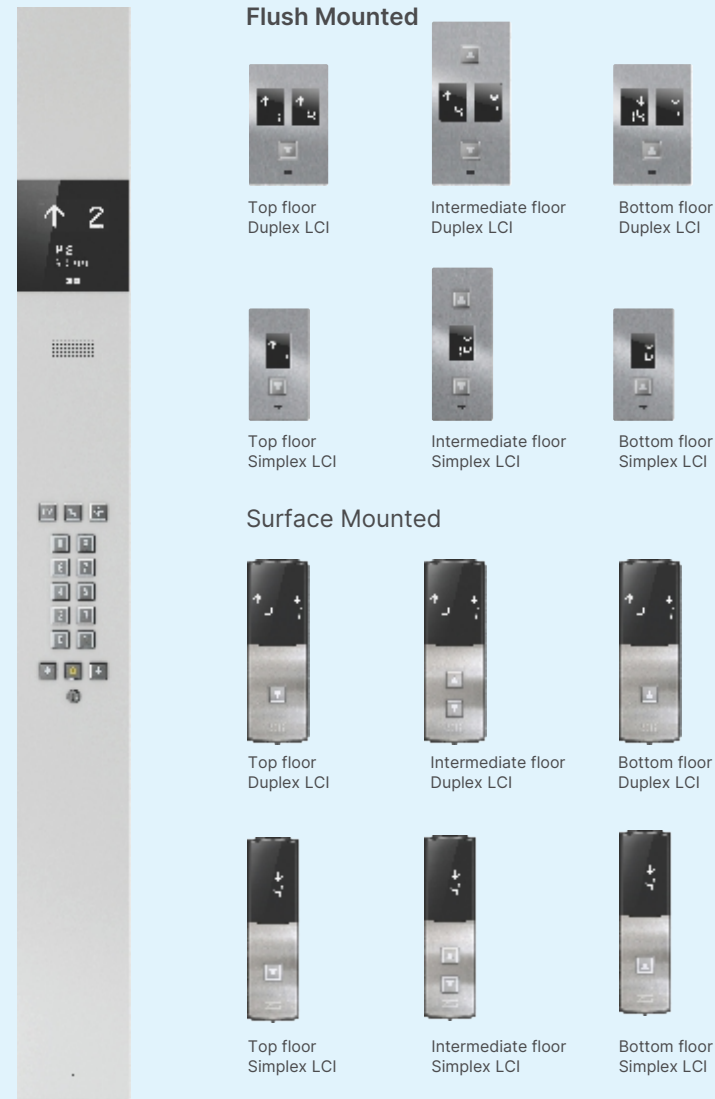 Flush Mounted
Top floor
Duplex LCI
Intermediate floor
Duplex LCI
Bottom floor
Duplex LCI
Top floor
Simplex LCI
Intermediate floor
Simplex LCI
Bottom floor
Simplex LCI
Surface Mounted
Top floor
Duplex LCI
Intermediate floor
Duplex LCI
Bottom floor
Duplex LCI
Top floor
Simplex LCI
Intermediate floor
Simplex LCI
Bottom floor
Simplex LCI
↑ 2